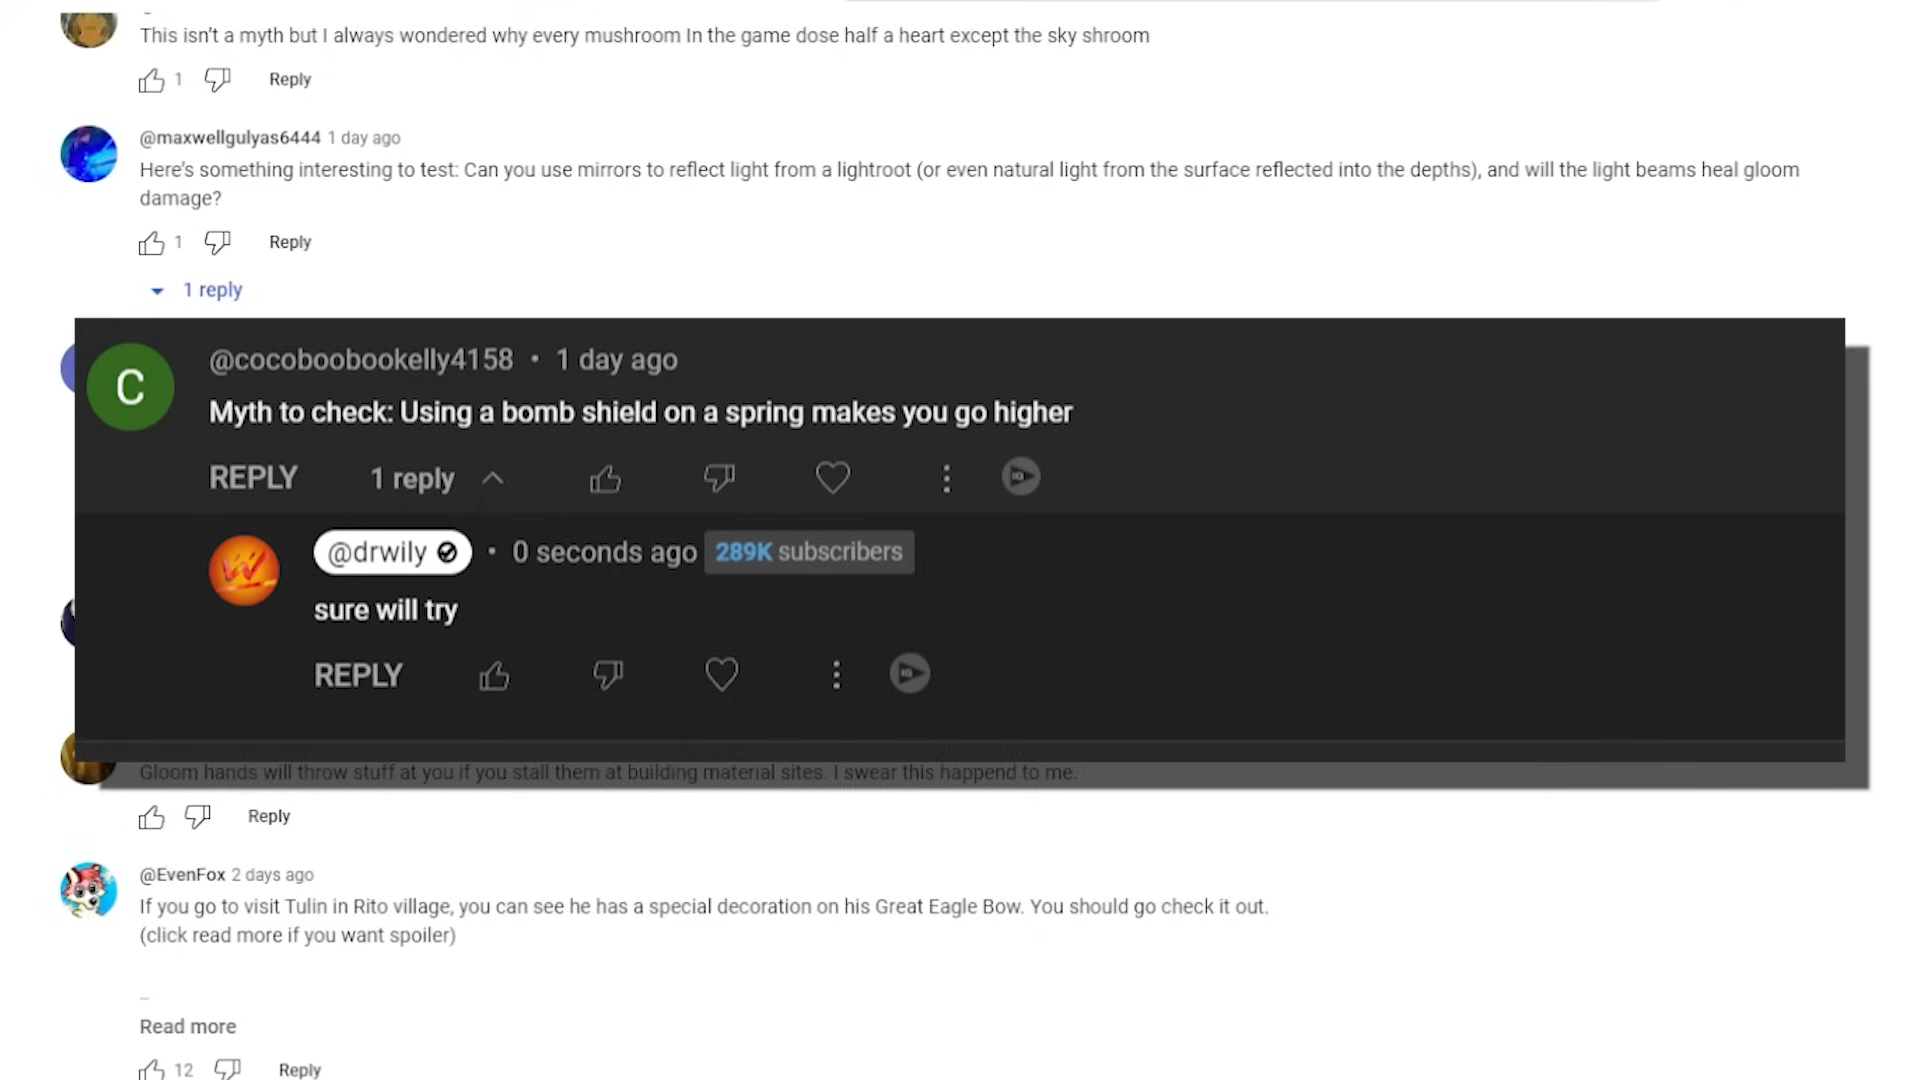 This isn't a myth but I always wondered why every mushroom In the game dose half a heart except the sky shroom
1 Reply
@maxwellgulyas6444 1 day ago
Here's something interesting to test: Can you use mirrors to reflect light from a lightroot (or even natural light from the surface reflected into the depths), and will the light beams heal gloom
damage?
1 Reply
1 reply
C
@cocoboobookelly4158 • 1 day ago
Myth to check: Using a bomb shield on a spring makes you go higher
REPLY 1 reply
@drwily • 0 seconds ago 289K subscribers
sure will try
REPLY
Gloom hands will throw stuff at you if you stall them at building material sites. I swear this happend to me.
Reply
@EvenFox 2 days ago
If you go to visit Tulin in Rito village, you can see he has a special decoration on his Great Eagle Bow. You should go check it out.
(click read more if you want spoiler)
...
Read more
12 Reply